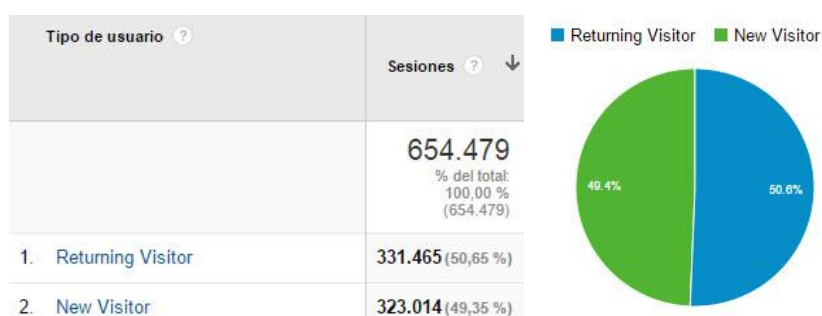 Tipo de usuario ?
Sesiones ?
654.479
% del total:
100,00 %
(654.479)
1. Returning Visitor 331.465 (50,65 %)
2. New Visitor 323.014 (49,35 %)
Returning Visitor New Visitor
49.4% 50.6%